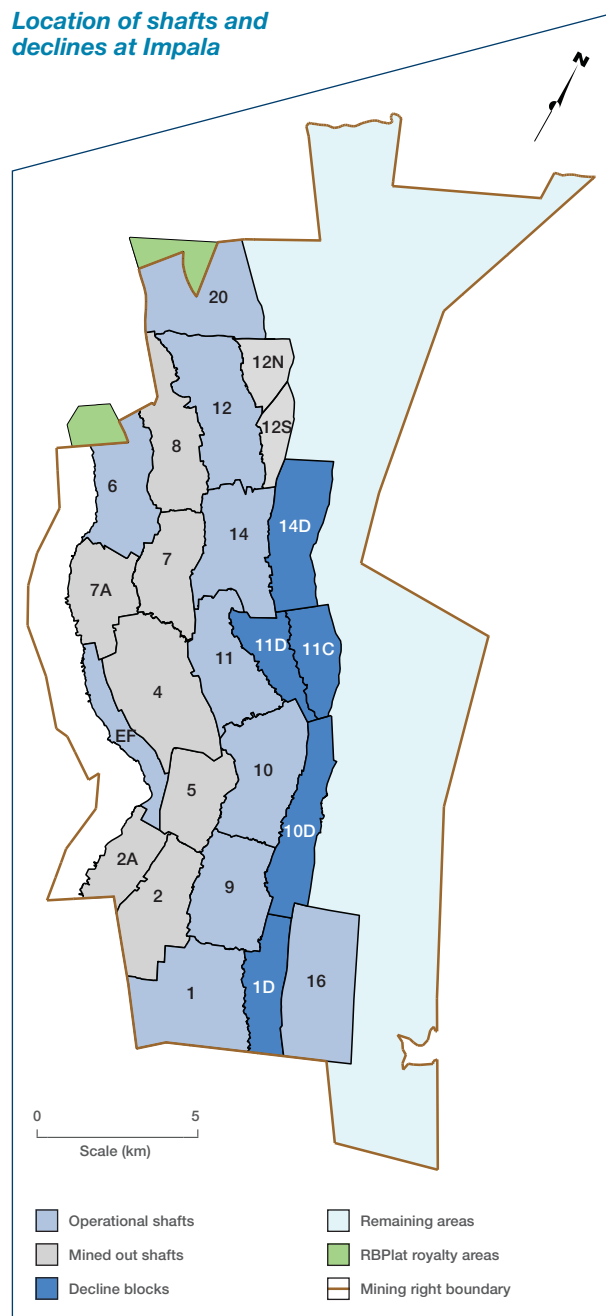 Location of shafts and
declines at Impala
N
20
12N
12
12S
8
6
14
14D
7
7A
11D
11C
11
4
EF
10
5
10D
2A
9
2
16
1D
1
0 5
Scale (km)
Operational shafts
Mined out shafts
Decline blocks
Remaining areas
RBPlat royalty areas
Mining right boundary